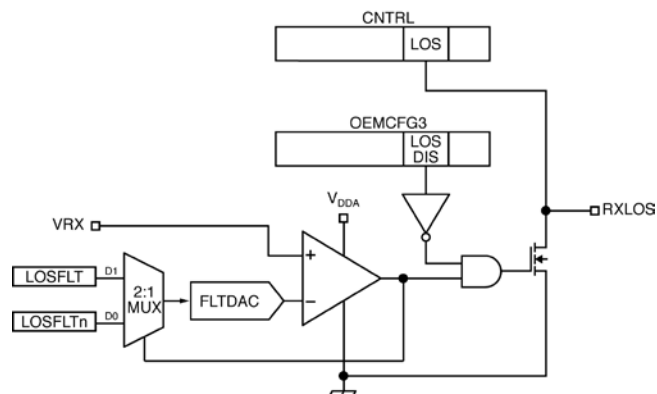 CNTRL
LOS
OEMCFG3
LOS
DIS
VDDA
VRX
RXLOS
+
LOSFLT
D1
2:1
MUX
FLTDAC
−
LOSFLTn
D0